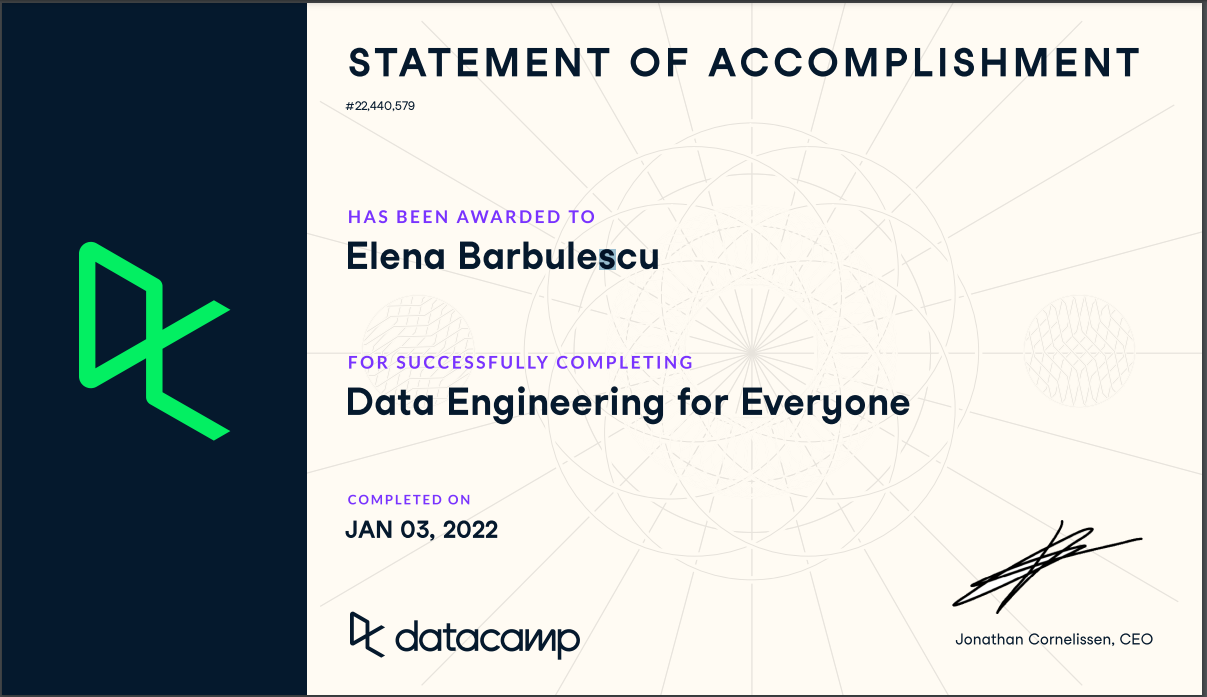 STATEMENT OF ACCOMPLISHMENT
#22,440,579
HAS BEEN AWARDED TO
Elena Barbulescu
FOR SUCCESSFULLY COMPLETING
Data Engineering for Everyone
COMPLETED ON
JAN 03, 2022
datacamp
Jonathan Cornelissen, CEO